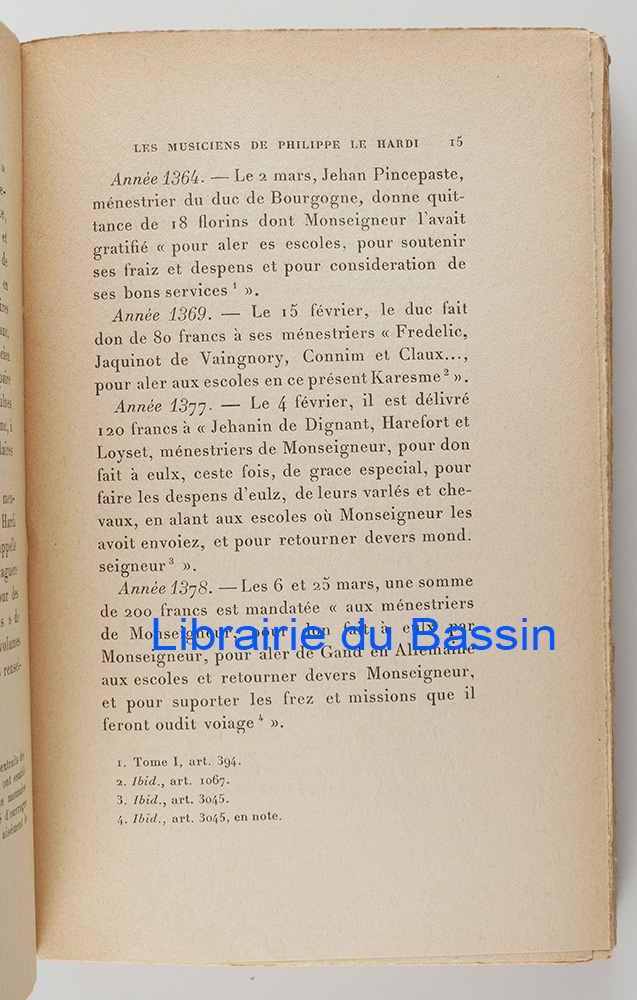 LES MUSICIENS DE PHILIPPE LE HARDI 15
Année 1364. — Le 2 mars, Jehan Pincepaste,
ménestrier du duc de Bourgogne, donne quit-
tance de 18 florins dont Monseigneur l'avait
gratifié « pour aler es escoles, pour soutenir
ses fraiz et despens et pour consideration de
ses bons services ¹ ».
Année 1369. — Le 15 février, le duc fait
don de 80 francs à ses ménestriers « Fredelic,
Jaquinot de Vaingnory, Connim et Claux...,
pour aler aux escoles en ce présent Karesme ² ».
Année 1377. — Le 4 février, il est délivré
120 francs à « Jehanin de Dignant, Harefort et
Loyset, ménestriers de Monseigneur, pour don
fait à eulx, ceste fois, de grace especial, pour
faire les despens d'eulz, de leurs varlés et che-
vaux, en alant aux escoles où Monseigneur les
avoit envoiez, et pour retourner devers mond.
seigneur ³ ».
Année 1378. — Les 6 et 25 mars, une somme
de 200 francs est mandatée « aux ménestriers
de Monseigneur, pour don fait à eulx par
Librairie du Bassin
Monseigneur, pour aler de Gand en Allemaine
aux escoles et retourner devers Monseigneur,
et pour suporter les frez et missions que il
feront oudit voiage ⁴ ».
1. Tome I, art. 394.
2. Ibid., art. 1067.
3. Ibid., art. 3045.
4. Ibid., art. 3045, en note.